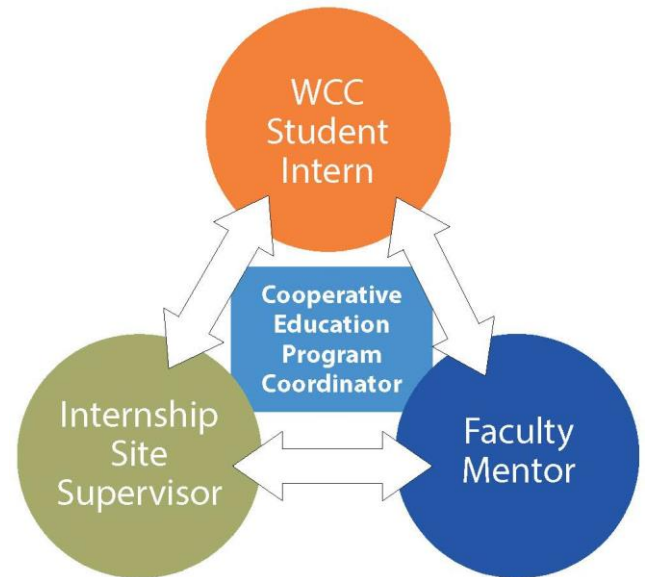 WCC
Student
Intern
Cooperative
Education
Program
Coordinator
Internship
Site
Supervisor
Faculty
Mentor